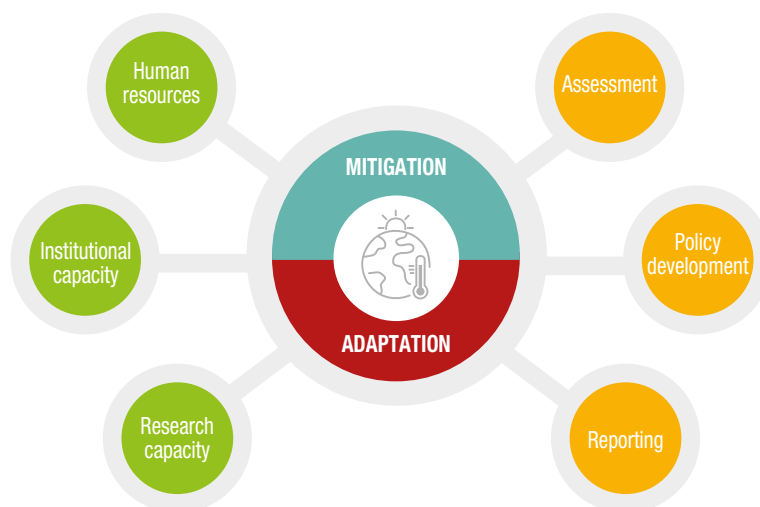 Human
resources
Assessment
MITIGATION
Institutional
capacity
Policy
development
ADAPTATION
Research
capacity
Reporting